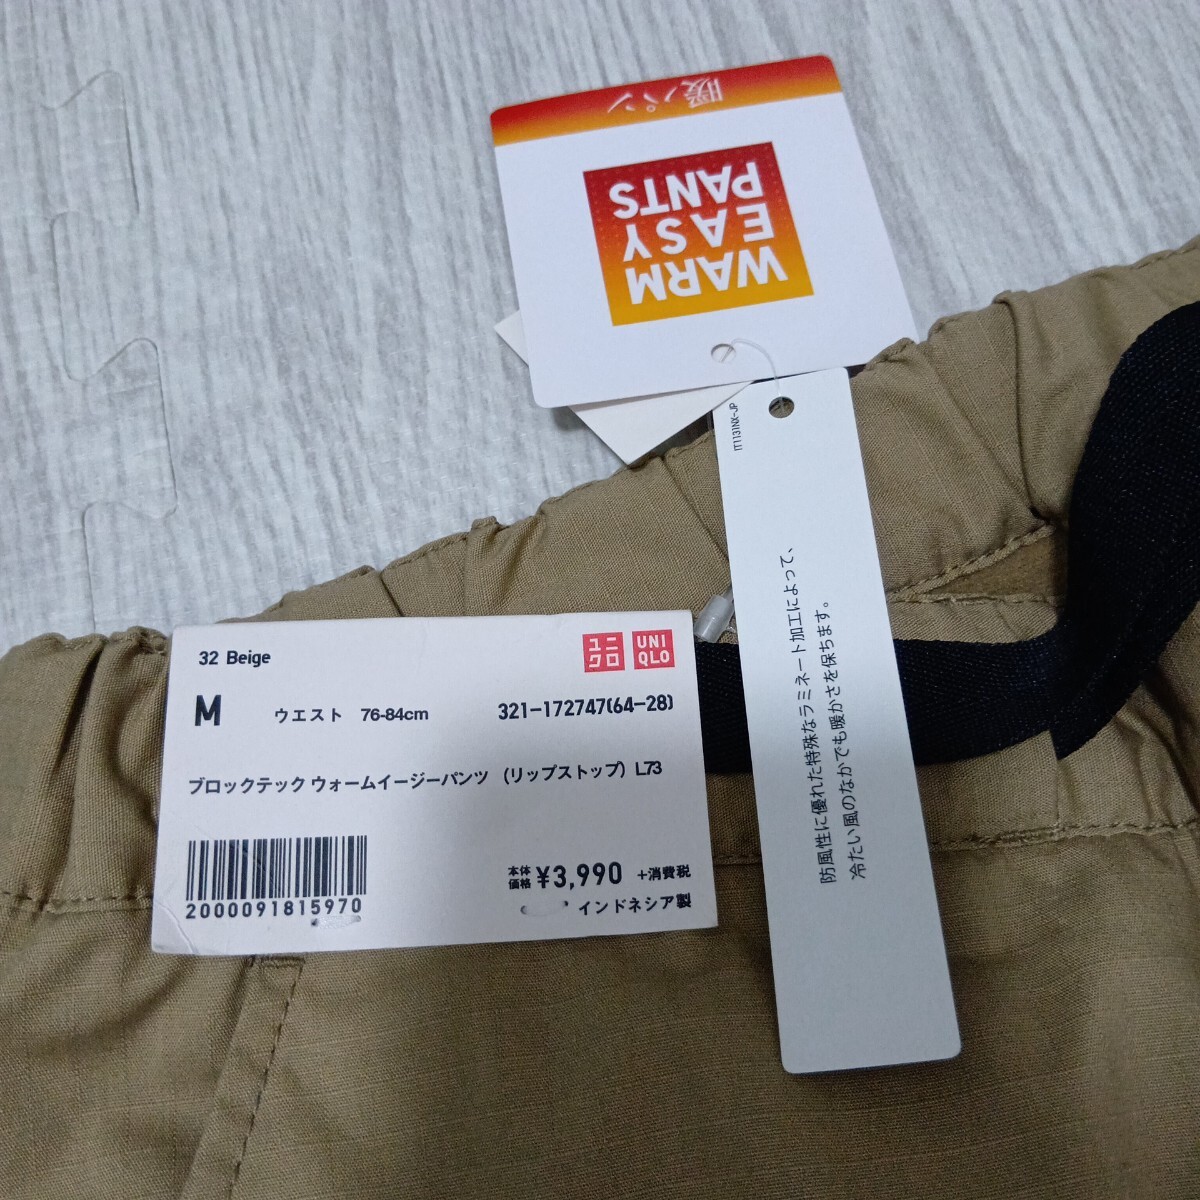 暖パン
WARM
EASY
PANTS
IT1131NX-JP
防風性に優れた特殊なラミネート加工によって、
冷たい風のなかでも暖かさを保ちます。
32 Beige
ユニ
クロ
UNI
QLO
M ウエスト 76-84cm 321-172747(64-28)
ブロックテック ウォームイージーパンツ (リップストップ) L73
2000091815970
本体
価格 ¥3,990 +消費税
インドネシア製